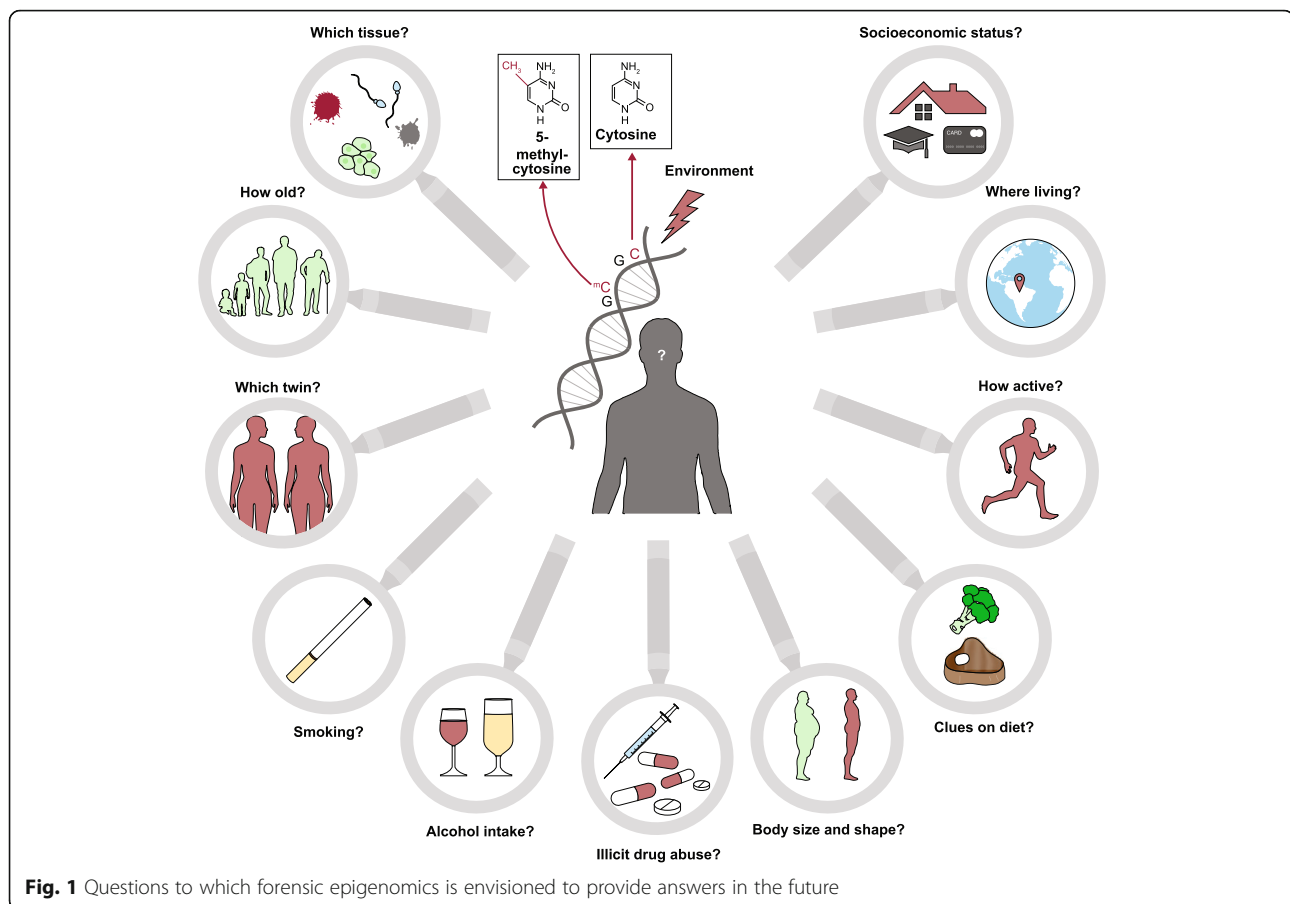 Which tissue?
Socioeconomic status?
CH3
NH2
N
N
O
H
5-
methyl-
cytosine
NH2
N
N
O
H
Cytosine
Environment
CARD
How old?
Where living?
G
C
mC
G
?
Which twin?
How active?
Smoking?
Clues on diet?
Alcohol intake?
Body size and shape?
Illicit drug abuse?
Fig. 1 Questions to which forensic epigenomics is envisioned to provide answers in the future